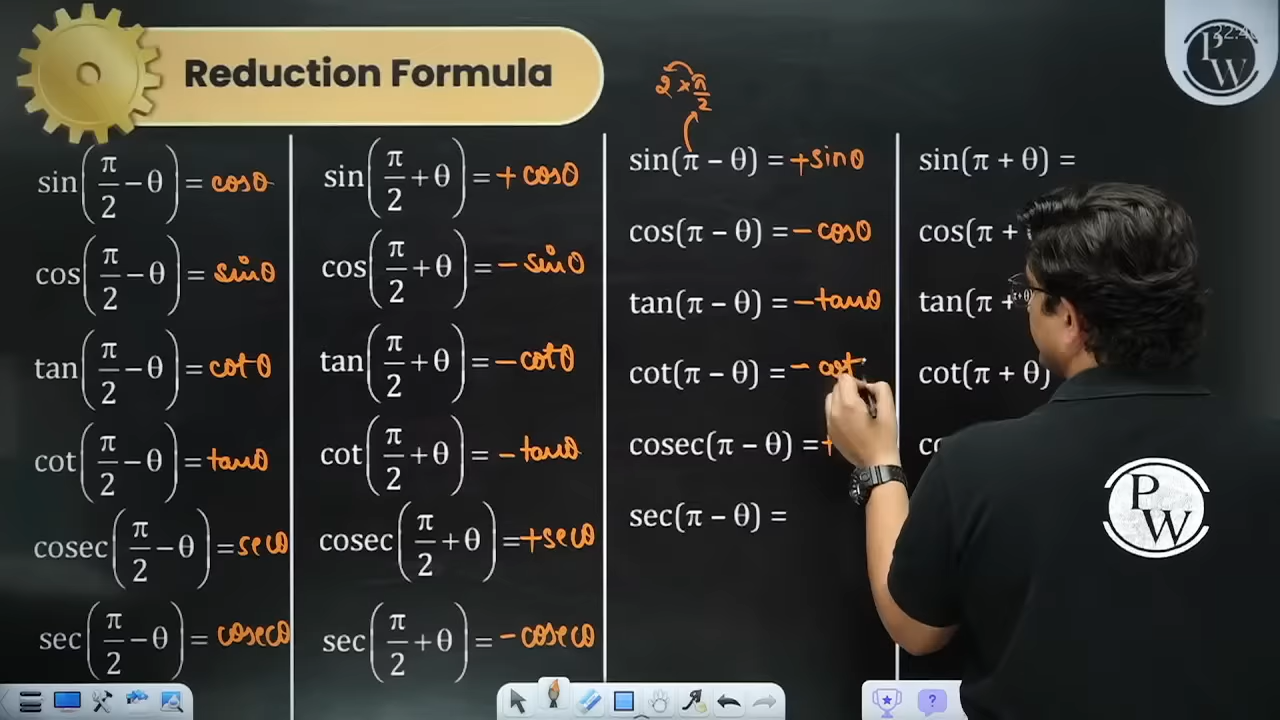 Reduction Formula
2 × π/2
sin(π/2 − θ) = cosθ
cos(π/2 − θ) = sinθ
tan(π/2 − θ) = cotθ
cot(π/2 − θ) = tanθ
cosec(π/2 − θ) = secθ
sec(π/2 − θ) = cosecθ
sin(π/2 + θ) = + cosθ
cos(π/2 + θ) = − sinθ
tan(π/2 + θ) = − cotθ
cot(π/2 + θ) = − tanθ
cosec(π/2 + θ) = + secθ
sec(π/2 + θ) = − cosecθ
sin(π − θ) = + sinθ
cos(π − θ) = − cosθ
tan(π − θ) = − tanθ
cot(π − θ) = − cot
cosec(π − θ) = +
sec(π − θ) =
sin(π + θ) =
cos(π +
tan(π +
cot(π + θ)
PW
PW